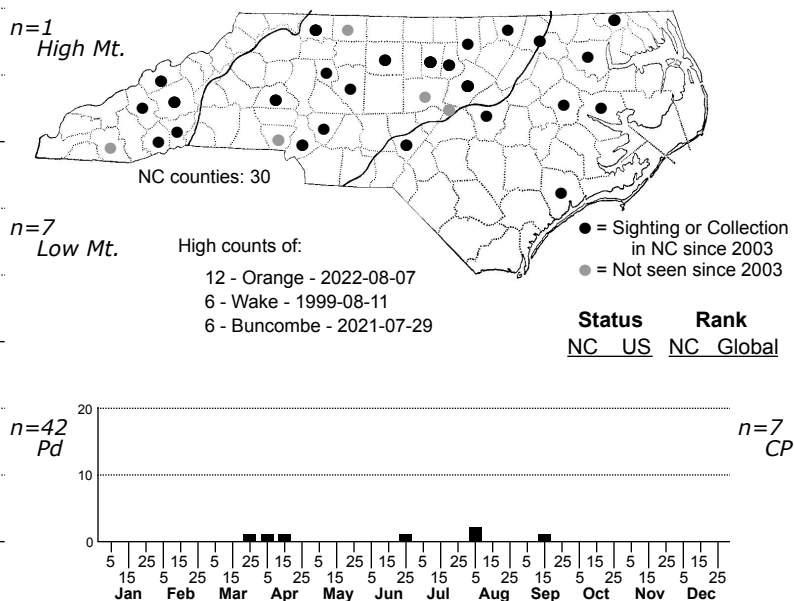 n=1
High Mt.
NC counties: 30
n=7
Low Mt.
High counts of:
12 - Orange - 2022-08-07
6 - Wake - 1999-08-11
6 - Buncombe - 2021-07-29
= Sighting or Collection
in NC since 2003
= Not seen since 2003
Status Rank
NC US NC Global
n=42
Pd
n=7
CP
20
10
0
5 25 15 5 25 15 5 25 15 5 25 15 5 25 15 5 25 15
15 5 25 15 5 25 15 5 25 15 5 25 15 5 25 15 5 25
Jan Feb Mar Apr May Jun Jul Aug Sep Oct Nov Dec